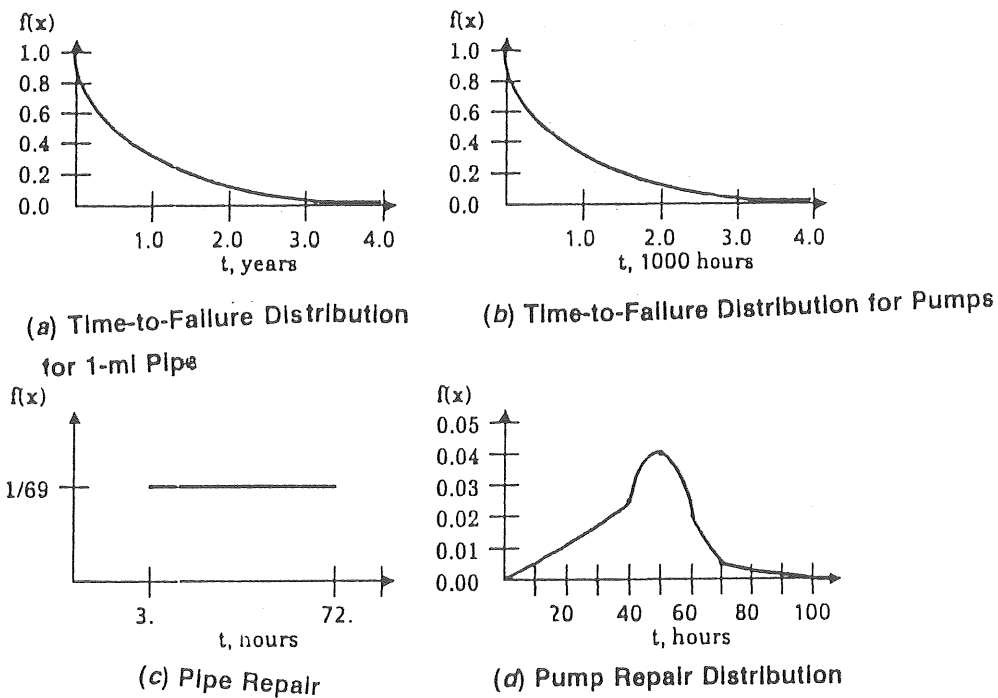 f(x)
1.0
0.8
0.6
0.4
0.2
0.0
1.0 2.0 3.0 4.0
t, years
(a) Time-to-Failure Distribution
for 1-mi Pipe
f(x)
1.0
0.8
0.6
0.4
0.2
0.0
1.0 2.0 3.0 4.0
t, 1000 hours
(b) Time-to-Failure Distribution for Pumps
f(x)
1/69
3. 72.
t, hours
(c) Pipe Repair
f(x)
0.05
0.04
0.03
0.02
0.01
0.00
20 40 60 80 100
t, hours
(d) Pump Repair Distribution